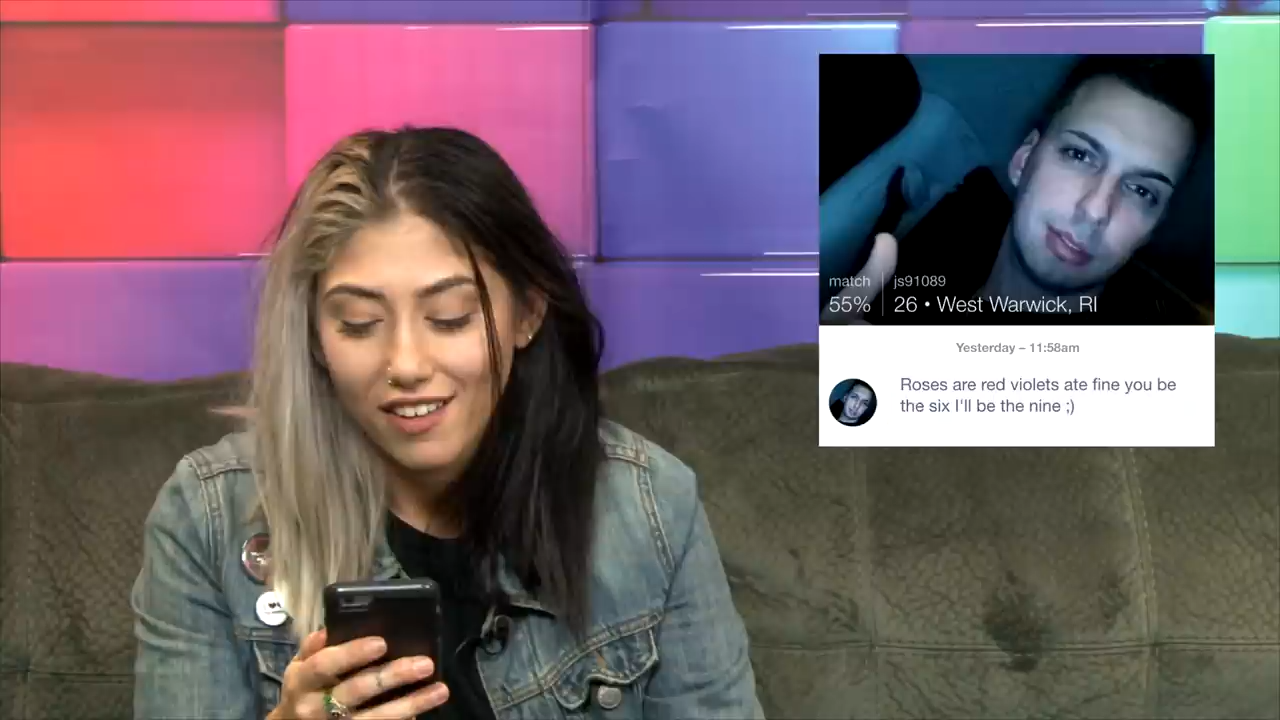 match
js91089
55%
26 • West Warwick, RI
Yesterday – 11:58am
Roses are red violets ate fine you be
the six I'll be the nine ;)